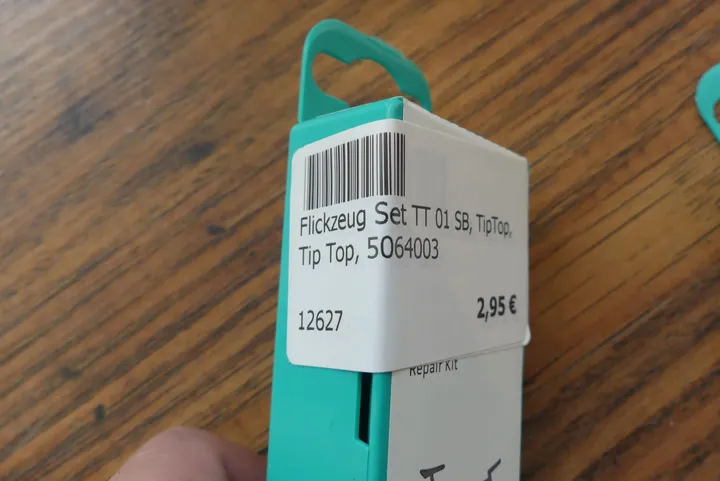 Flickzeug Set TT 01 SB, TipTop,
Tip Top, 5064003
12627
2,95 €
Repair Kit